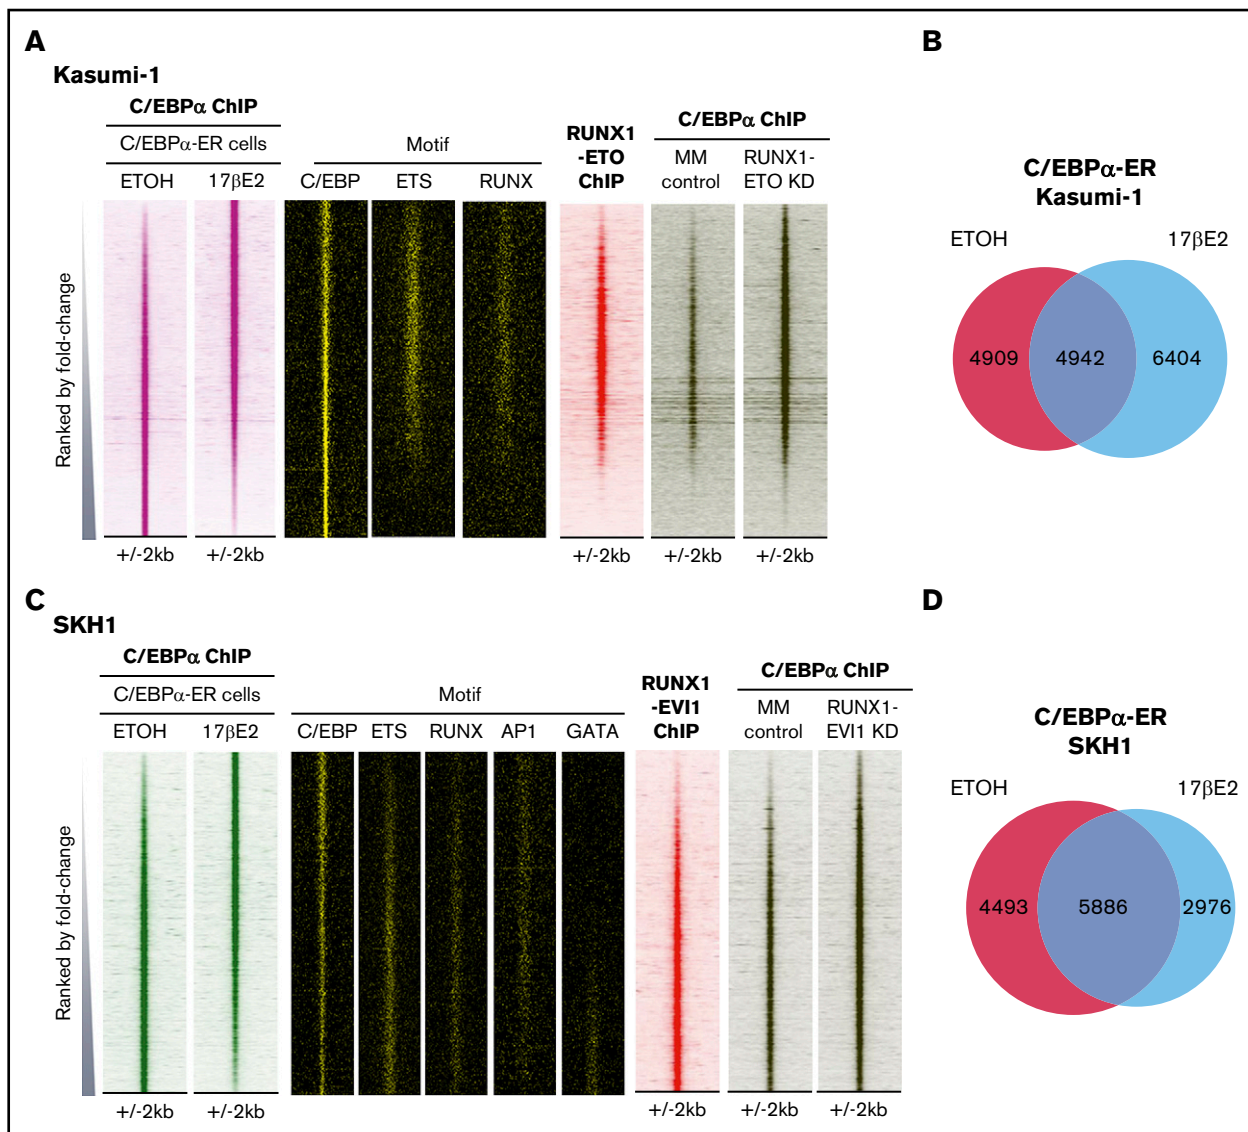 A
Kasumi-1
C/EBPα ChIP
C/EBPα-ER cells
ETOH 17βE2
Motif
C/EBP ETS RUNX
RUNX1
-ETO
ChIP
C/EBPα ChIP
MM
control
RUNX1-
ETO KD
Ranked by fold-change
+/-2kb +/-2kb +/-2kb +/-2kb +/-2kb
B
C/EBPα-ER
Kasumi-1
ETOH 17βE2
4909 4942 6404
C
SKH1
C/EBPα ChIP
C/EBPα-ER cells
ETOH 17βE2
Motif
C/EBP ETS RUNX AP1 GATA
RUNX1
-EVI1
ChIP
C/EBPα ChIP
MM
control
RUNX1-
EVI1 KD
Ranked by fold-change
+/-2kb +/-2kb +/-2kb +/-2kb +/-2kb
D
C/EBPα-ER
SKH1
ETOH 17βE2
4493 5886 2976